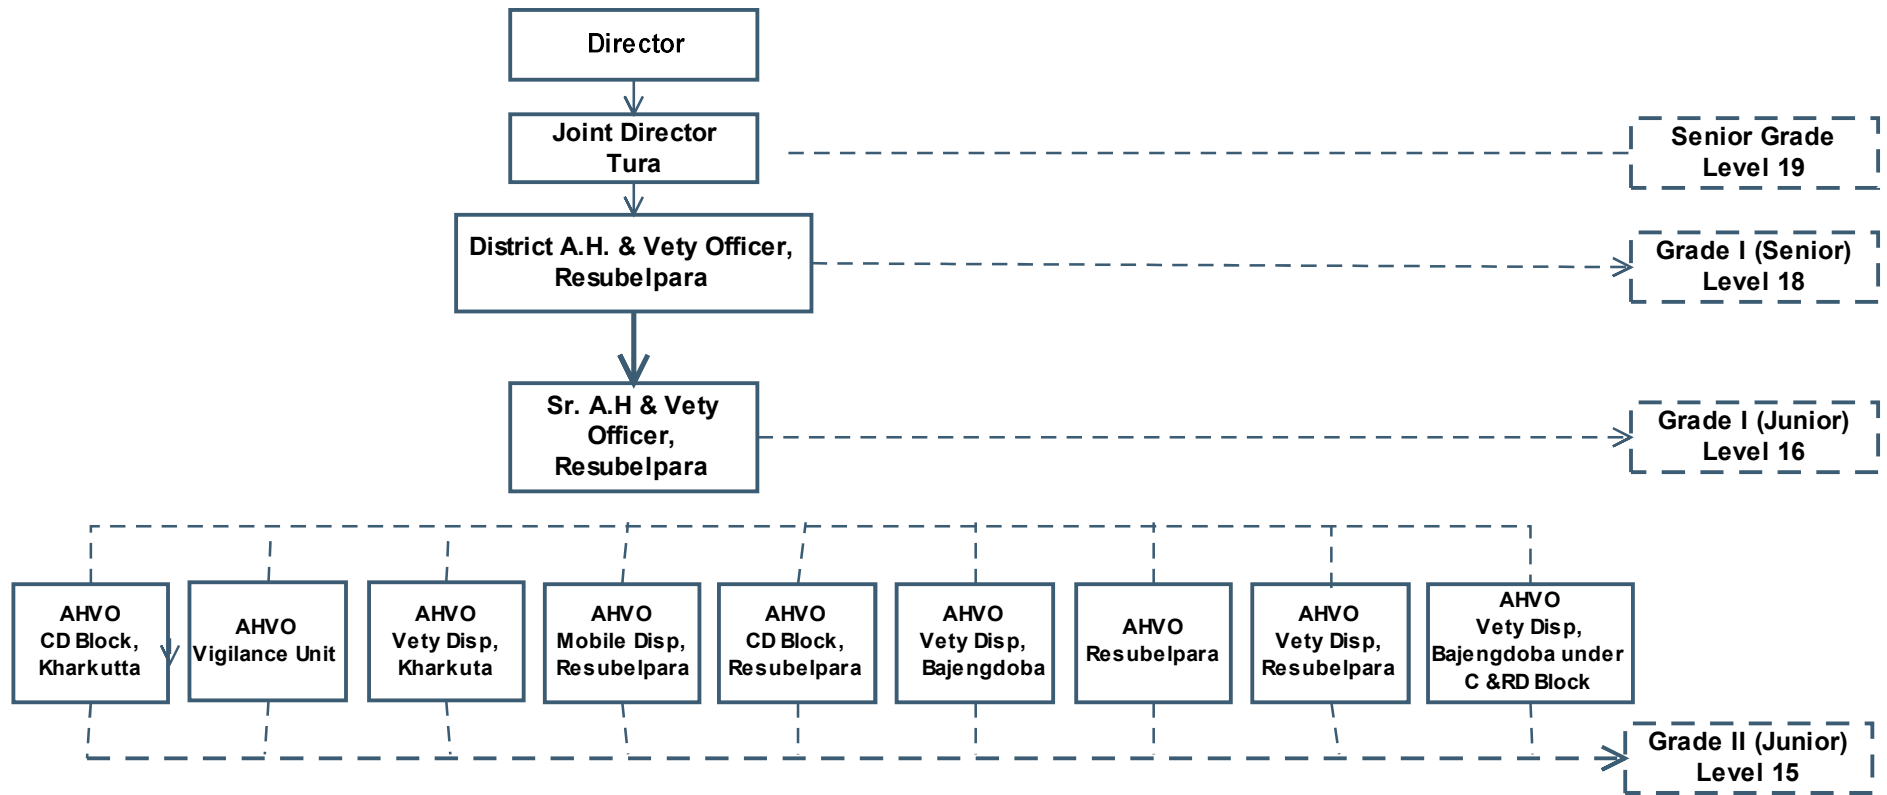 Director
Joint Director
Tura
Senior Grade
Level 19
District A.H. & Vety Officer,
Resubelpara
Grade I (Senior)
Level 18
Sr. A.H & Vety
Officer,
Resubelpara
Grade I (Junior)
Level 16
AHVO
CD Block,
Kharkutta
AHVO
Vigilance Unit
AHVO
Vety Disp,
Kharkuta
AHVO
Mobile Disp,
Resubelpara
AHVO
CD Block,
Resubelpara
AHVO
Vety Disp,
Bajengdoba
AHVO
Resubelpara
AHVO
Vety Disp,
Resubelpara
AHVO
Vety Disp,
Bajengdoba under
C &RD Block
Grade II (Junior)
Level 15